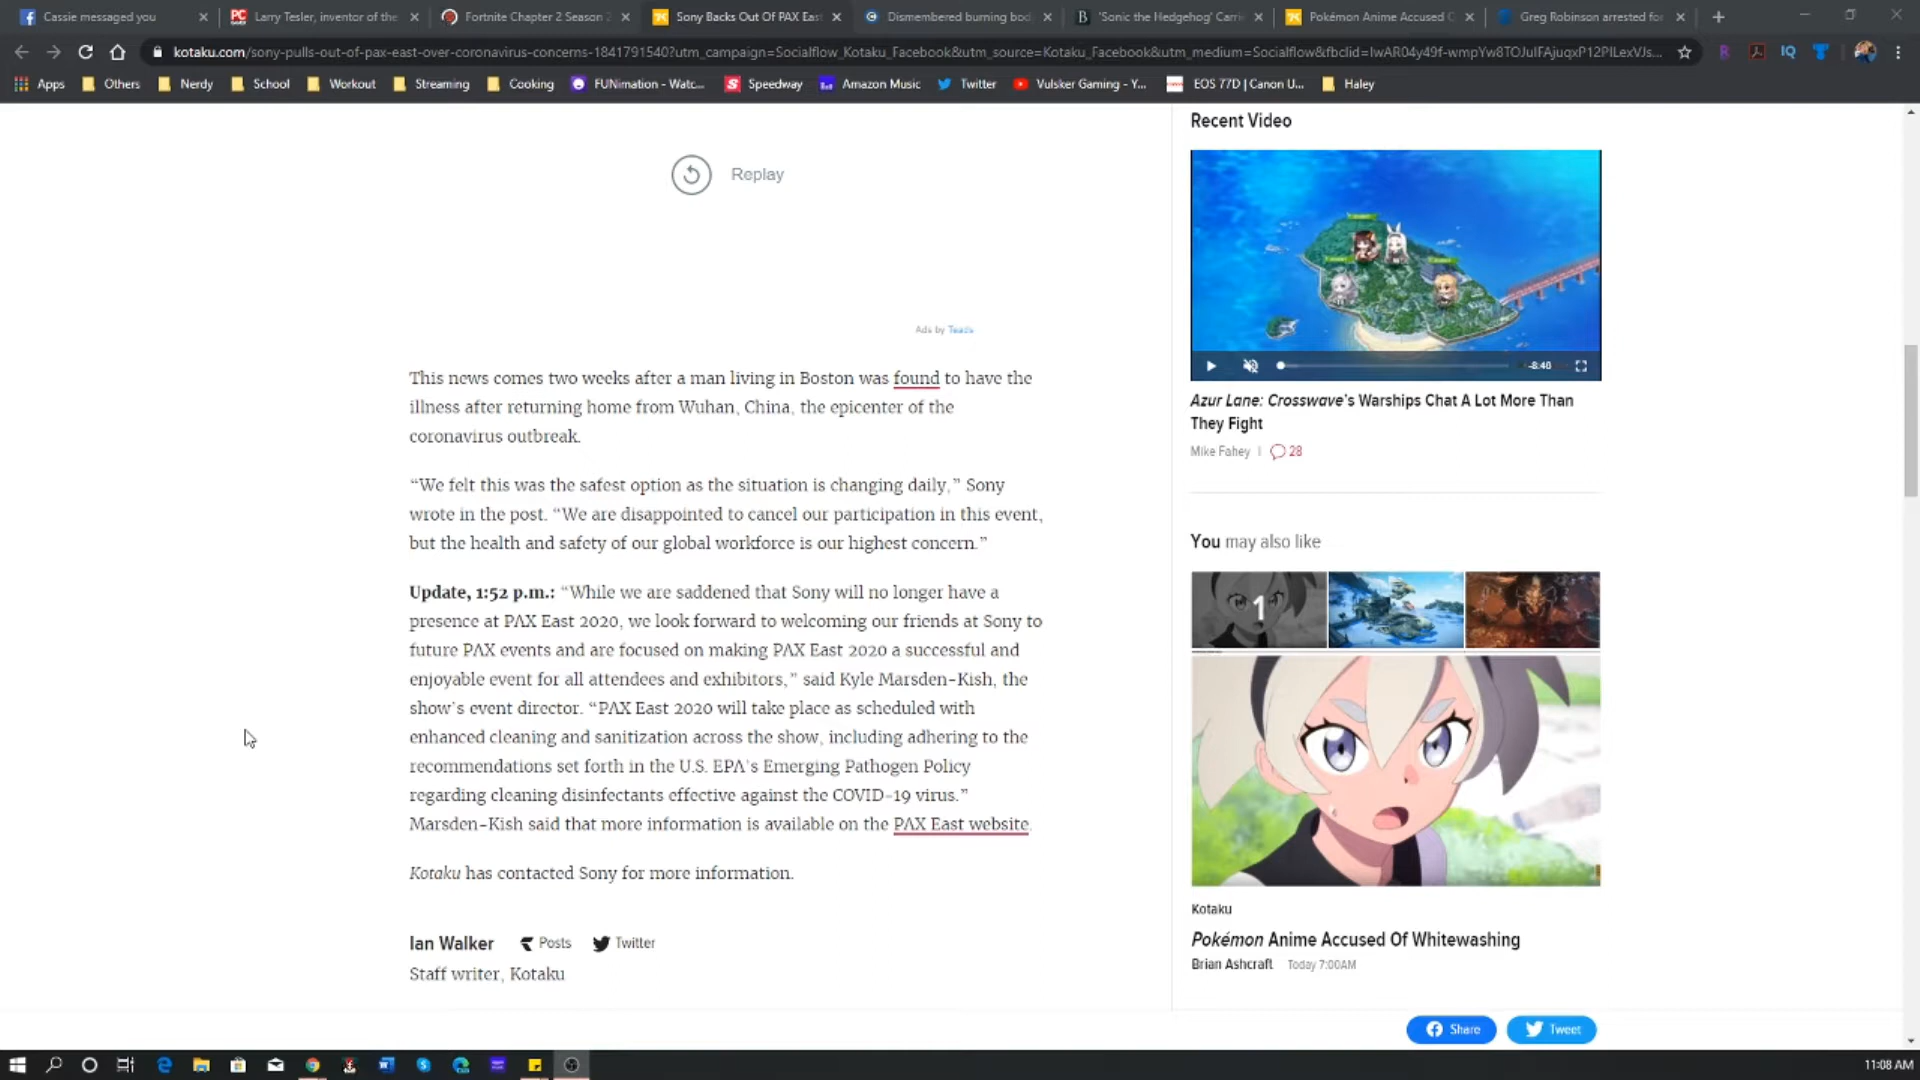 Cassie messaged you
Larry Tesler, inventor of the
Fortnite Chapter 2 Season 2
Sony Backs Out Of PAX East
Dismembered burning bod
'Sonic the Hedgehog' Carri
Pokémon Anime Accused O
Greg Robinson arrested for
kotaku.com/sony-pulls-out-of-pax-east-over-coronavirus-concerns-1841791540?utm_campaign=Socialflow_Kotaku_Facebook&utm_source=Kotaku_Facebook&utm_medium=Socialflow&fbclid=
Apps
Others
Nerdy
School
Workout
Streaming
Cooking
FUNimation - Watc...
Speedway
Amazon Music
Twitter
Vulsker Gaming - Y...
EOS 77D | Canon U...
Haley
Replay
Ads by Teads
This news comes two weeks after a man living in Boston was found to have the
illness after returning home from Wuhan, China, the epicenter of the
coronavirus outbreak.
“We felt this was the safest option as the situation is changing daily,” Sony
wrote in the post. “We are disappointed to cancel our participation in this event,
but the health and safety of our global workforce is our highest concern.”
Update, 1:52 p.m.: “While we are saddened that Sony will no longer have a
presence at PAX East 2020, we look forward to welcoming our friends at Sony to
future PAX events and are focused on making PAX East 2020 a successful and
enjoyable event for all attendees and exhibitors,” said Kyle Marsden-Kish, the
show's event director. “PAX East 2020 will take place as scheduled with
enhanced cleaning and sanitization across the show, including adhering to the
recommendations set forth in the U.S. EPA's Emerging Pathogen Policy
regarding cleaning disinfectants effective against the COVID-19 virus.”
Marsden-Kish said that more information is available on the PAX East website.
Kotaku has contacted Sony for more information.
Ian Walker Posts Twitter
Staff writer, Kotaku
Recent Video
-8:40
Azur Lane: Crosswave's Warships Chat A Lot More Than
They Fight
Mike Fahey | 28
You may also like
1
Kotaku
Pokémon Anime Accused Of Whitewashing
Brian Ashcraft Today 7:00AM
Share
Tweet
11:08 AM